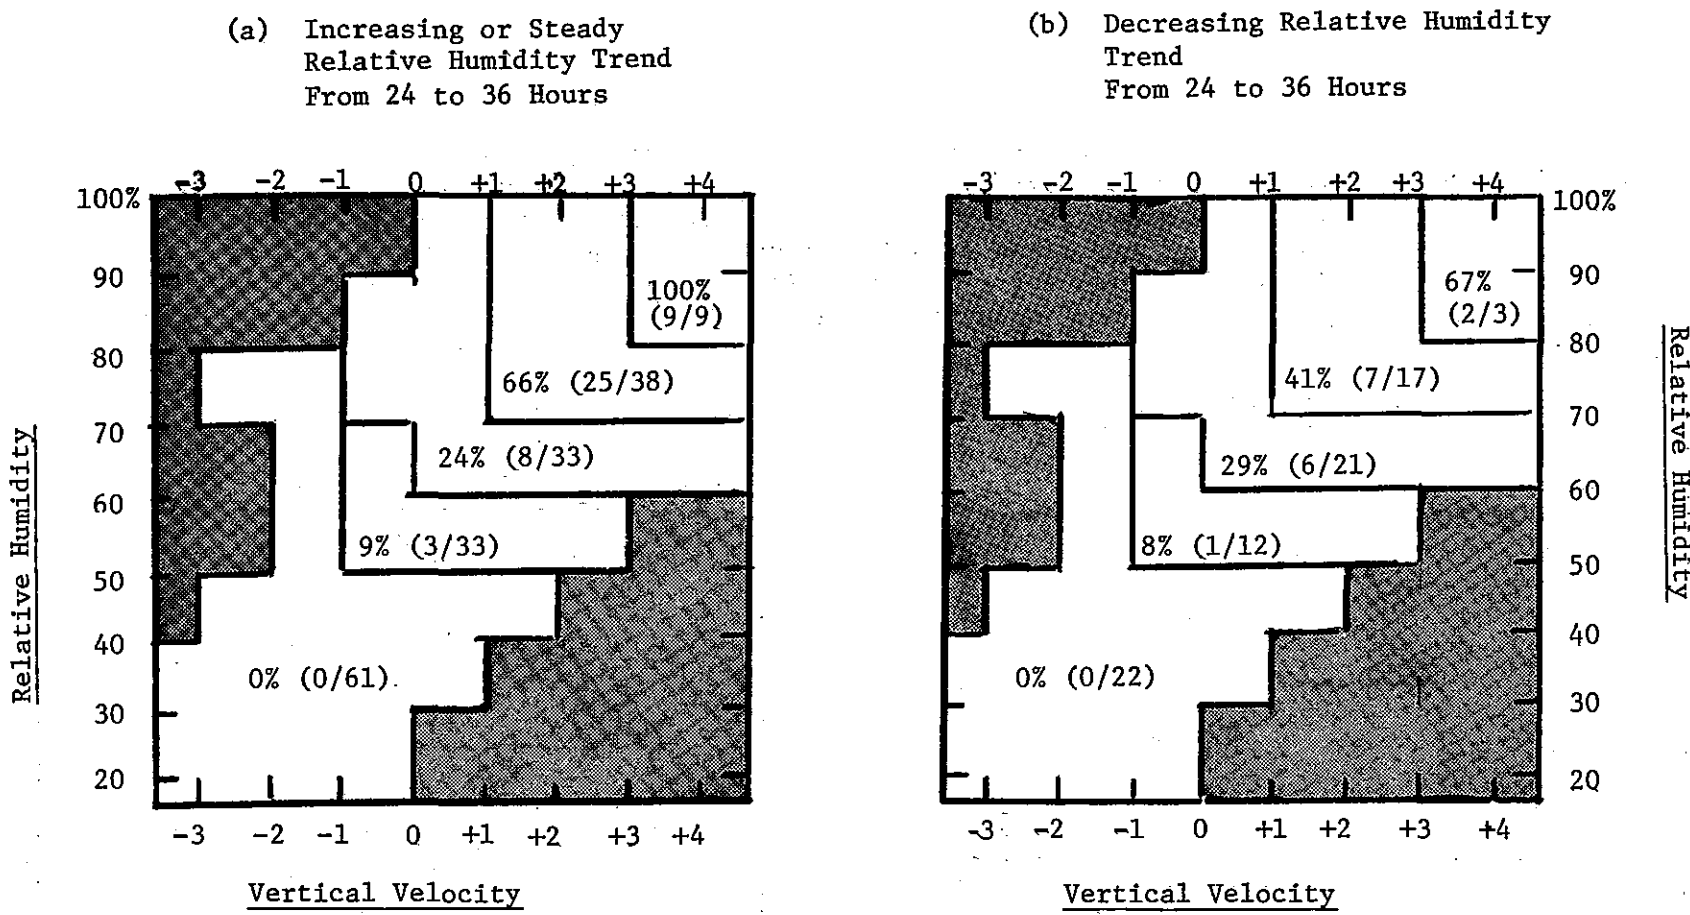 (a) Increasing or Steady
Relative Humidity Trend
From 24 to 36 Hours
-3 -2 -1 0 +1 +2 +3 +4
100%
90
80
70
60
50
40
30
20
Relative Humidity
100%
(9/9)
66% (25/38)
24% (8/33)
9% (3/33)
0% (0/61)
-3 -2 -1 0 +1 +2 +3 +4
Vertical Velocity
(b) Decreasing Relative Humidity
Trend
From 24 to 36 Hours
-3 -2 -1 0 +1 +2 +3 +4
67%
(2/3)
41% (7/17)
29% (6/21)
8% (1/12)
0% (0/22)
100%
90
80
70
60
50
40
30
20
Relative Humidity
-3 -2 -1 0 +1 +2 +3 +4
Vertical Velocity